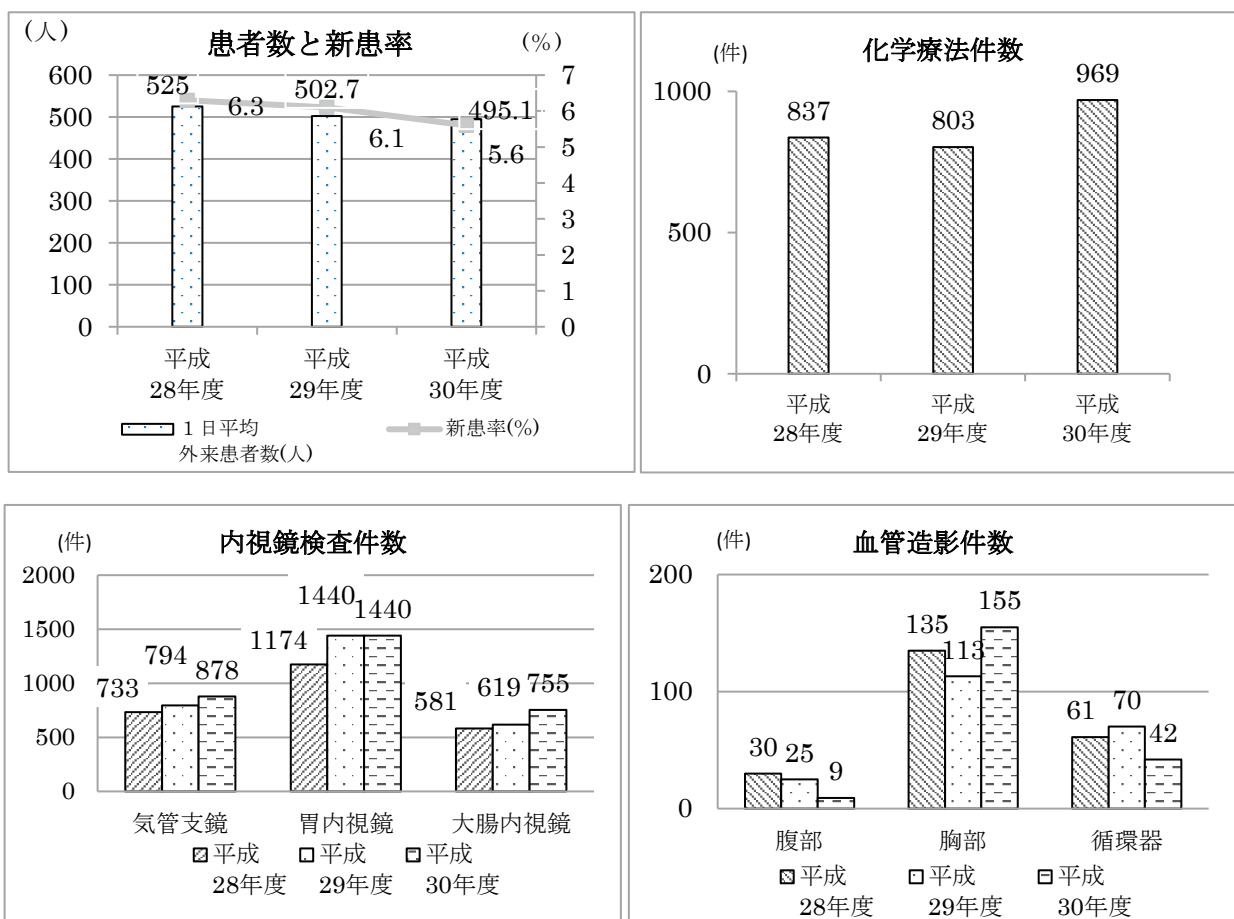 (人)
患者数と新患率
(%)
600
500
400
300
200
100
0
525
502.7
495.1
6.3
6.1
5.6
7
6
5
4
3
2
1
0
平成
28年度
平成
29年度
平成
30年度
１日平均
外来患者数(人)
新患率(%)
(件)
化学療法件数
1000
500
0
837
803
969
平成
28年度
平成
29年度
平成
30年度
(件)
内視鏡検査件数
2000
1500
1000
500
0
733
794
878
1174
1440
1440
581
619
755
気管支鏡
胃内視鏡
大腸内視鏡
平成
28年度
平成
29年度
平成
30年度
(件)
血管造影件数
200
100
0
30
25
9
135
113
155
61
70
42
腹部
胸部
循環器
平成
28年度
平成
29年度
平成
30年度